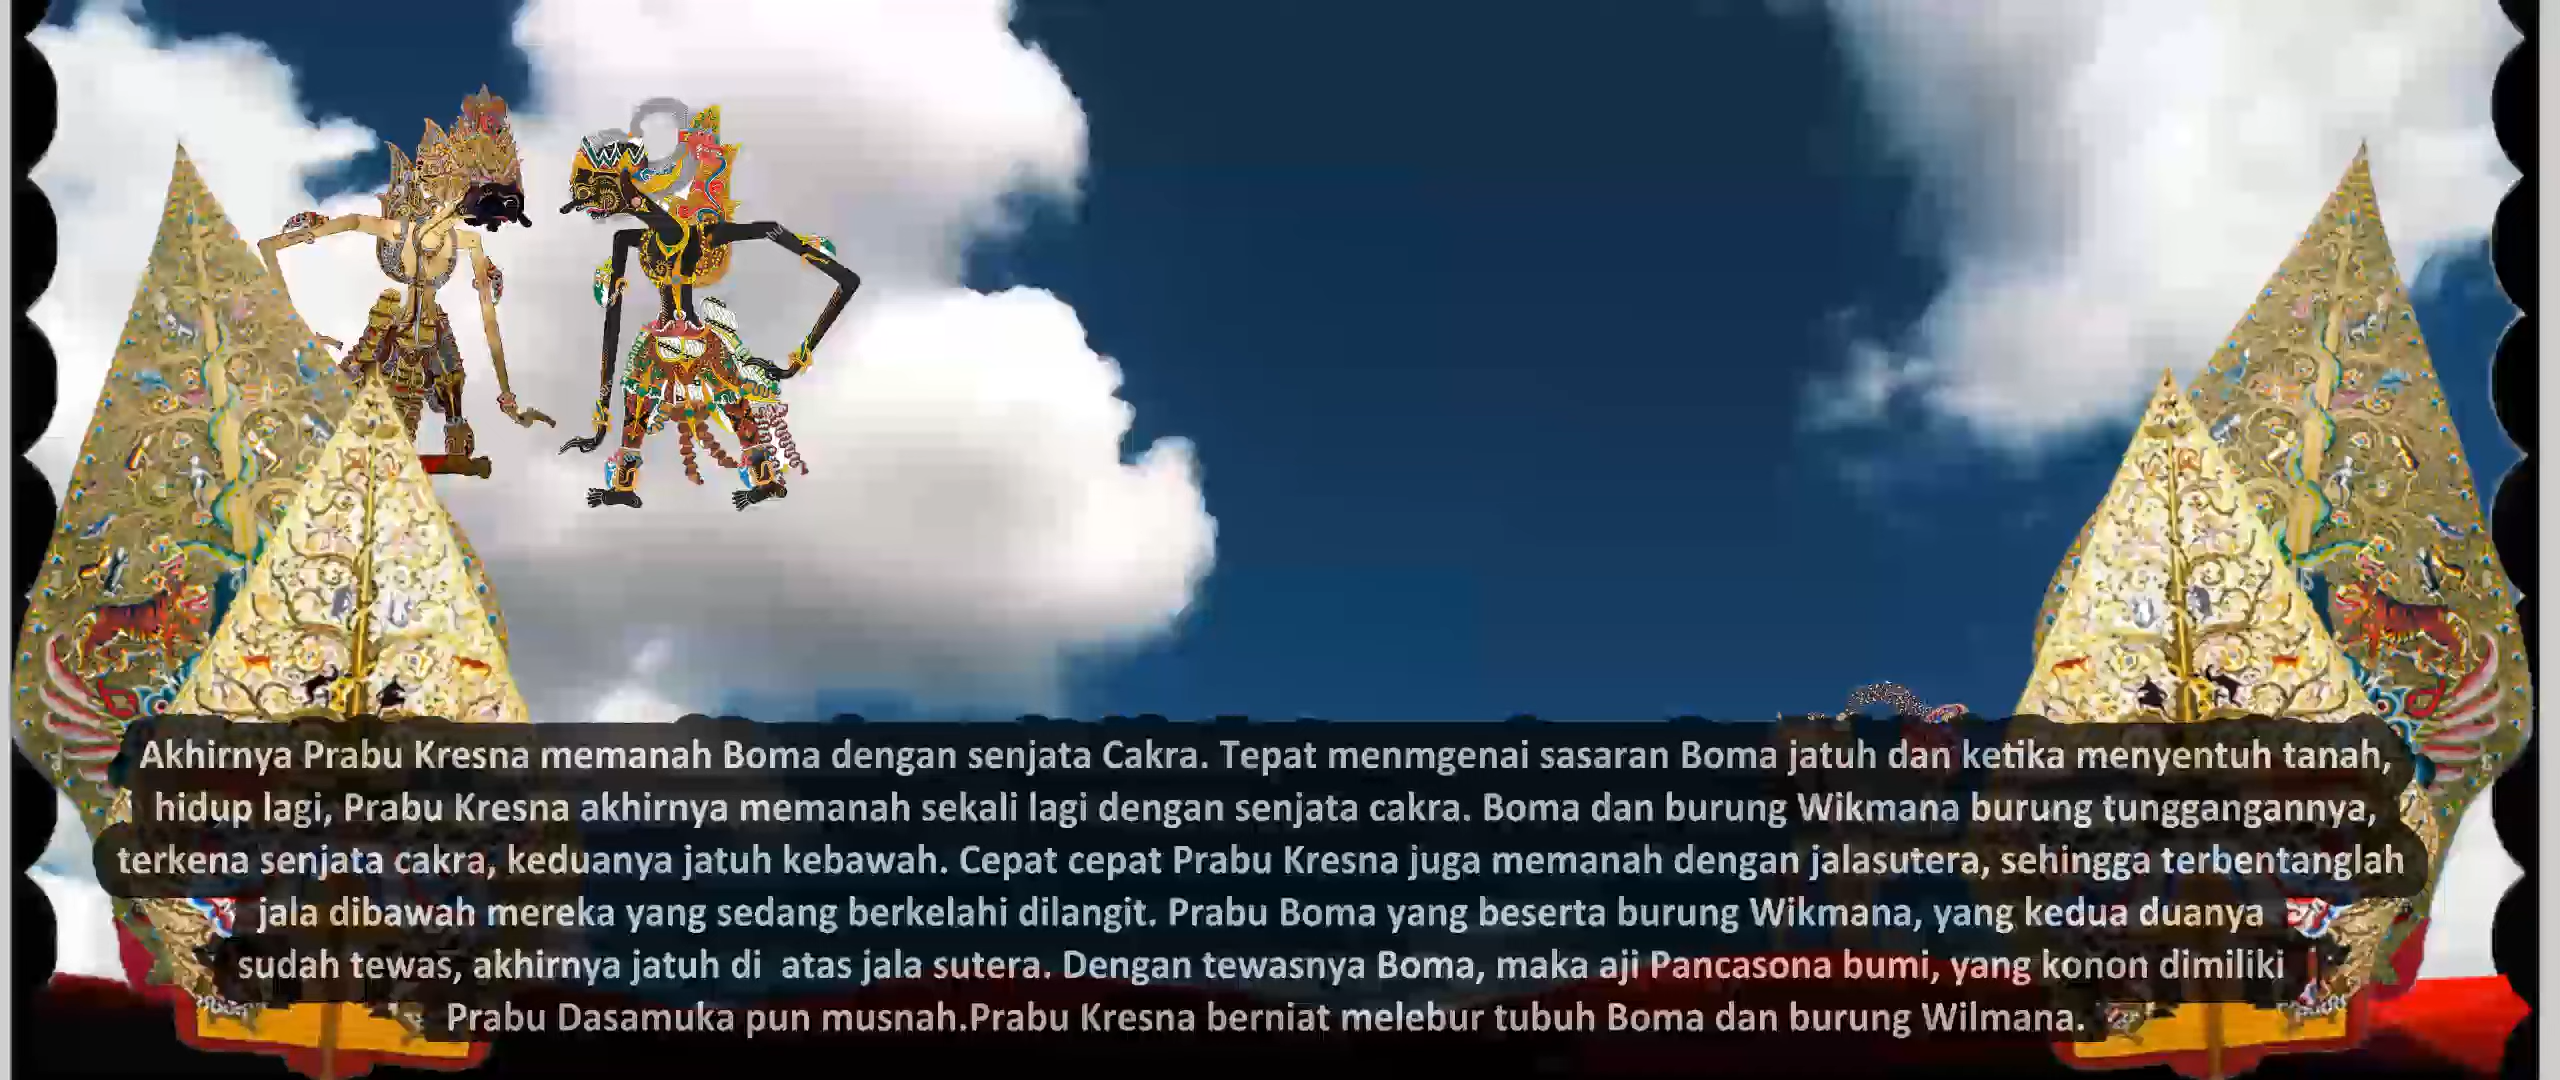 Akhirnya Prabu Kresna memanah Boma dengan senjata Cakra. Tepat menmgenai sasaran Boma jatuh dan ketika menyentuh tanah,
hidup lagi, Prabu Kresna akhirnya memanah sekali lagi dengan senjata cakra. Boma dan burung Wikmana burung tunggangannya,
terkena senjata cakra, keduanya jatuh kebawah. Cepat cepat Prabu Kresna juga memanah dengan jalasutera, sehingga terbentanglah
jala dibawah mereka yang sedang berkelahi dilangit. Prabu Boma yang beserta burung Wikmana, yang kedua duanya
sudah tewas, akhirnya jatuh di  atas jala sutera. Dengan tewasnya Boma, maka aji Pancasona bumi, yang konon dimiliki
Prabu Dasamuka pun musnah.Prabu Kresna berniat melebur tubuh Boma dan burung Wilmana.